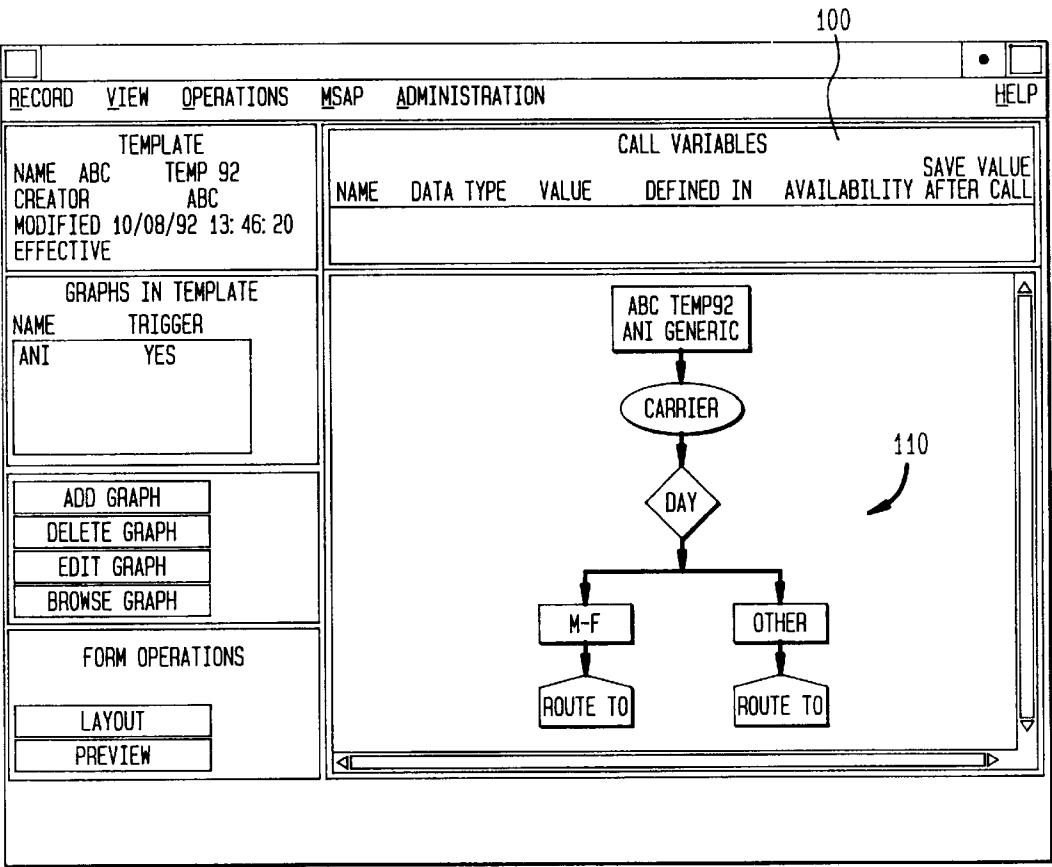 100
RECORD VIEW OPERATIONS MSAP ADMINISTRATION HELP
TEMPLATE
NAME ABC TEMP 92
CREATOR ABC
MODIFIED 10/08/92 13:46:20
EFFECTIVE
CALL VARIABLES
NAME DATA TYPE VALUE DEFINED IN AVAILABILITY SAVE VALUE
AFTER CALL
GRAPHS IN TEMPLATE
NAME TRIGGER
ANI YES
ADD GRAPH
DELETE GRAPH
EDIT GRAPH
BROWSE GRAPH
FORM OPERATIONS
LAYOUT
PREVIEW
ABC TEMP92
ANI GENERIC
CARRIER
110
DAY
M-F OTHER
ROUTE TO ROUTE TO